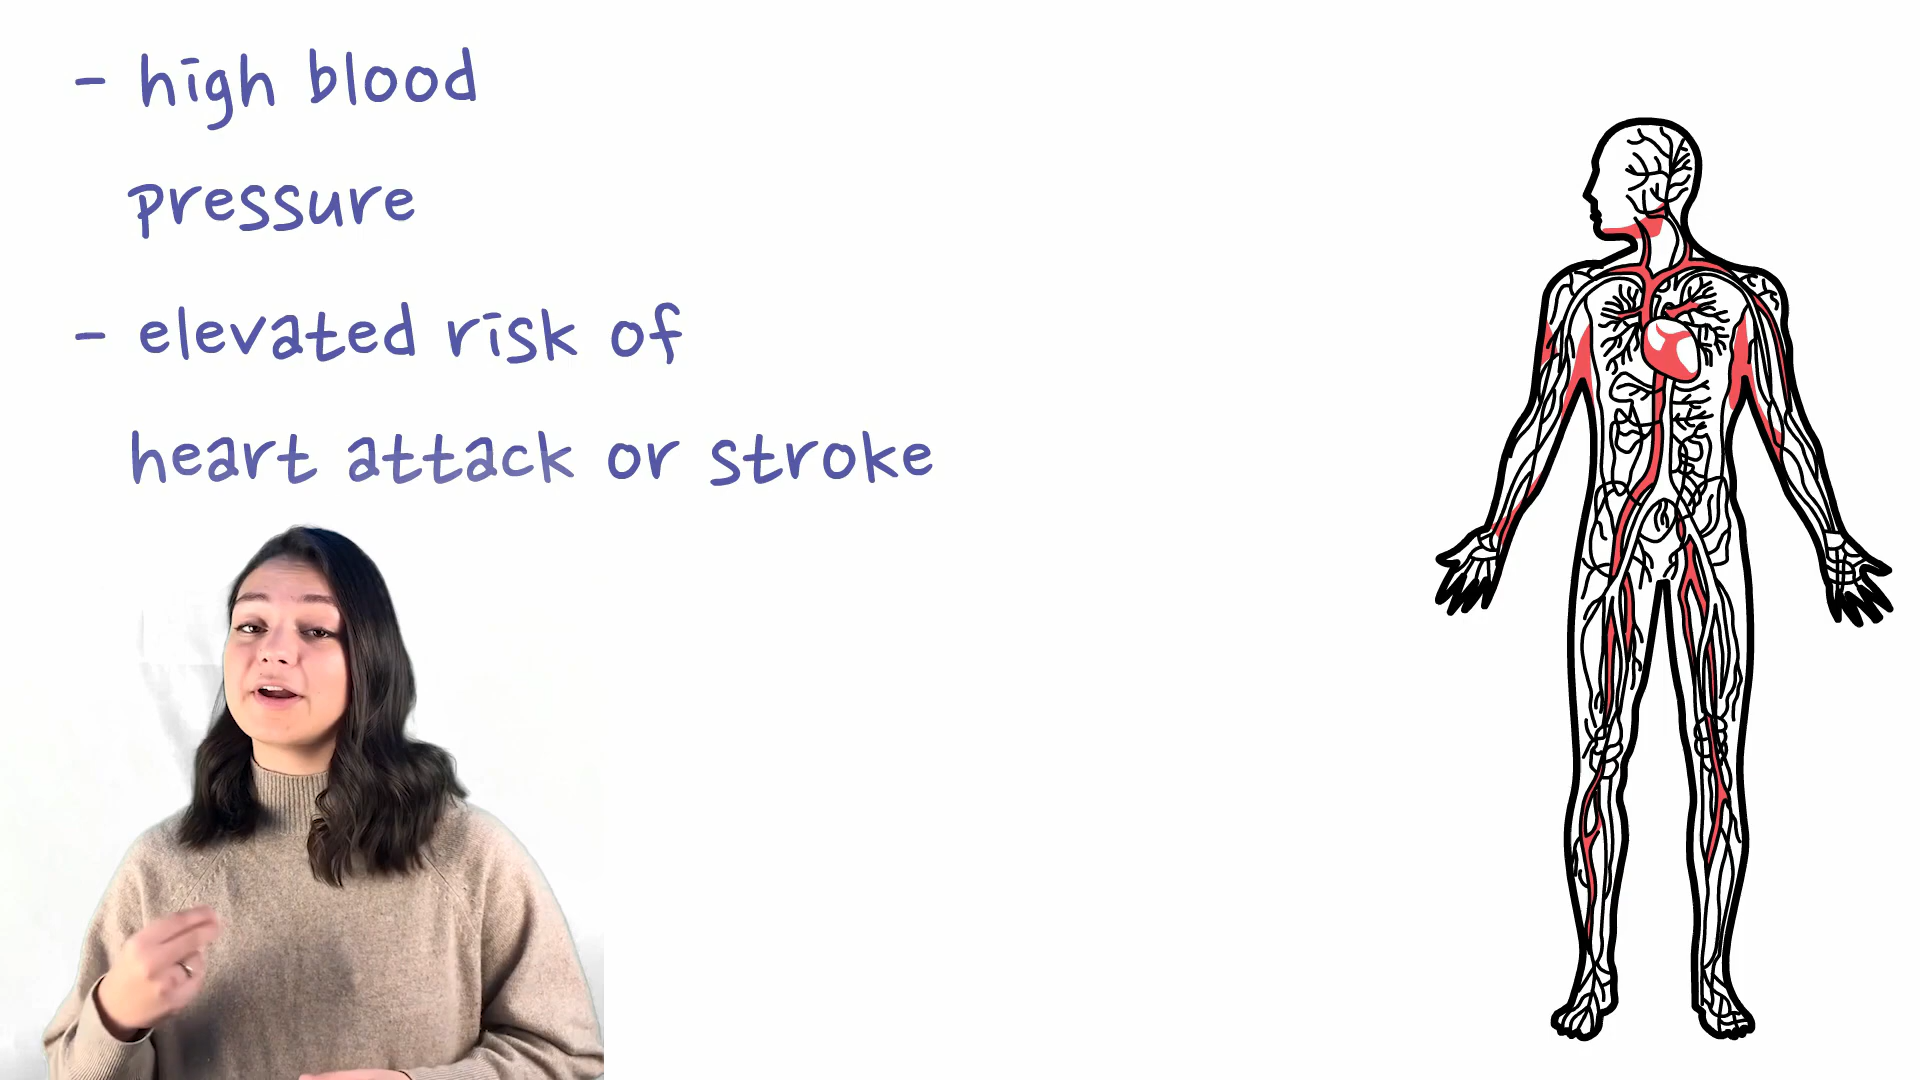 - high blood
pressure
- elevated risk of
heart attack or stroke